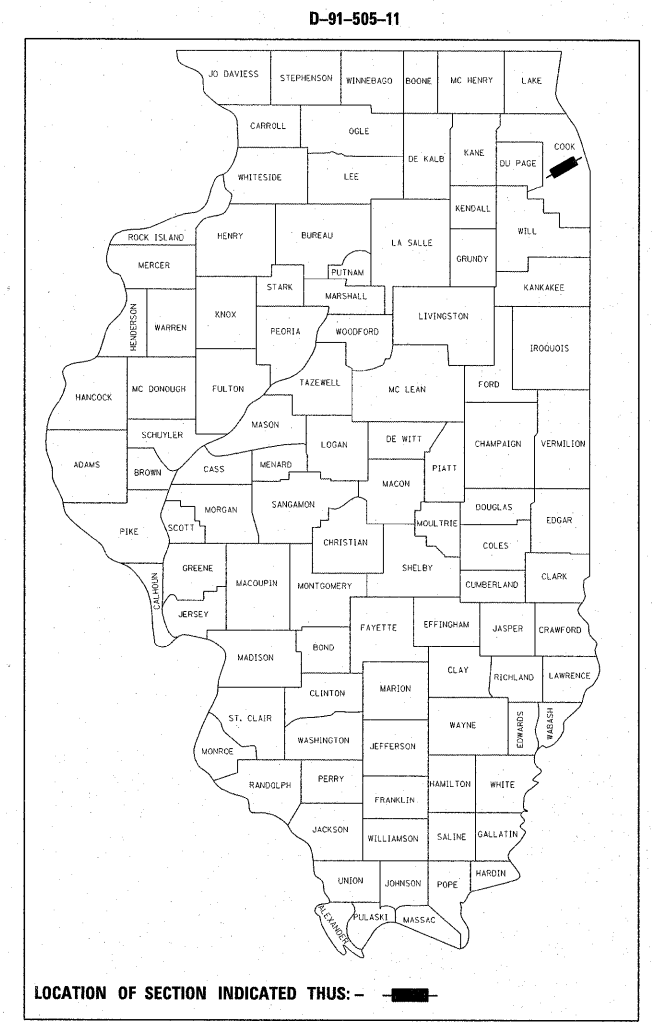 D-91-505-11
JO DAVIESS
STEPHENSON
WINNEBAGO
BOONE
MC HENRY
LAKE
CARROLL
OGLE
DE KALB
KANE
COOK
DU PAGE
WHITESIDE
LEE
KENDALL
ROCK ISLAND
HENRY
BUREAU
LA SALLE
WILL
GRUNDY
MERCER
PUTNAM
STARK
MARSHALL
KANKAKEE
HENDERSON
WARREN
KNOX
PEORIA
WOODFORD
LIVINGSTON
IROQUOIS
HANCOCK
MC DONOUGH
FULTON
TAZEWELL
MC LEAN
FORD
SCHUYLER
MASON
LOGAN
DE WITT
CHAMPAIGN
VERMILION
ADAMS
BROWN
CASS
MENARD
PIATT
MACON
PIKE
SCOTT
MORGAN
SANGAMON
MOULTRIE
DOUGLAS
EDGAR
CHRISTIAN
COLES
GREENE
CALHOUN
MACOUPIN
MONTGOMERY
SHELBY
CUMBERLAND
CLARK
JERSEY
FAYETTE
EFFINGHAM
JASPER
CRAWFORD
MADISON
BOND
CLAY
RICHLAND
LAWRENCE
CLINTON
MARION
ST. CLAIR
WAYNE
EDWARDS
WABASH
MONROE
WASHINGTON
JEFFERSON
RANDOLPH
PERRY
HAMILTON
WHITE
FRANKLIN
JACKSON
WILLIAMSON
SALINE
GALLATIN
UNION
JOHNSON
POPE
HARDIN
ALEXANDER
PULASKI
MASSAC
LOCATION OF SECTION INDICATED THUS: -